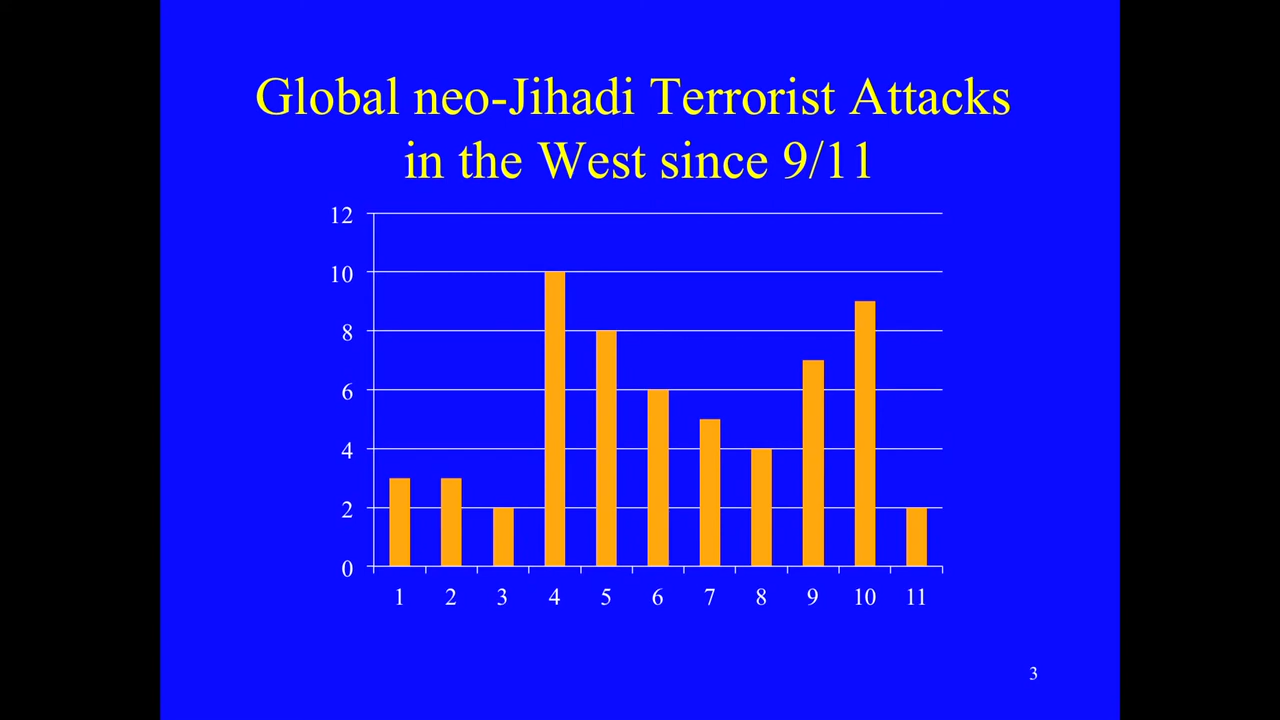 Global neo-Jihadi Terrorist Attacks
in the West since 9/11
12
10
8
6
4
2
0
1 2 3 4 5 6 7 8 9 10 11
3